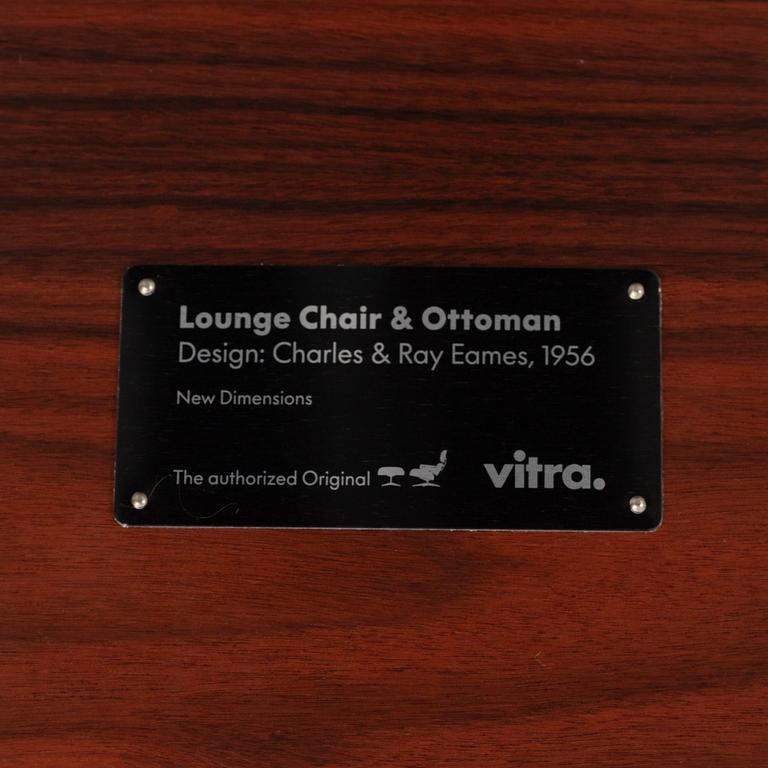 Lounge Chair & Ottoman
Design: Charles & Ray Eames, 1956
New Dimensions
The authorized Original vitra.